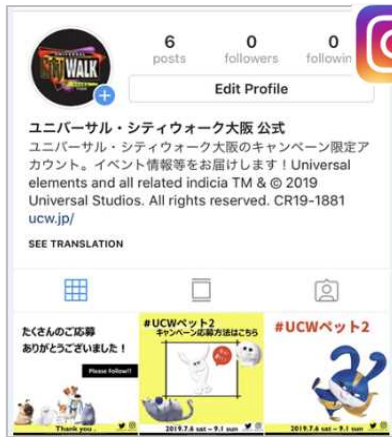 UNIVERSAL
CITYWALK
6
0
0
posts
followers
followin
Edit Profile
ユニバーサル・シティウォーク大阪 公式
ユニバーサル・シティウォーク大阪のキャンペーン限定ア
カウント。イベント情報等をお届けします！Universal
elements and all related indicia TM & © 2019
Universal Studios. All rights reserved. CR19-1881
ucw.jp/
SEE TRANSLATION
たくさんのご応募
ありがとうございました！
Please Follow!!
Thank you
#UCWペット2
キャンペーン応募方法はこちら
2019.7.6 sat – 9.1 sun
#UCWペット2
2019.7.6 sat – 9.1 sun